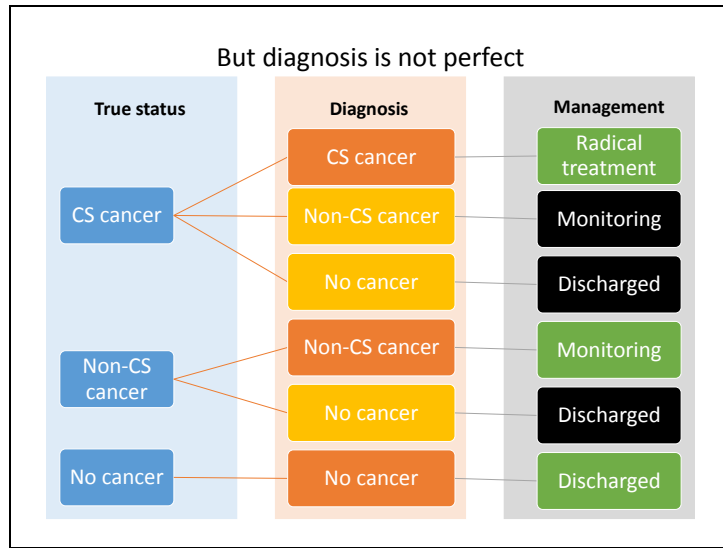 But diagnosis is not perfect
True status
Diagnosis
Management
CS cancer
CS cancer
Radical
treatment
Non-CS cancer
Monitoring
No cancer
Discharged
Non-CS
cancer
Non-CS cancer
Monitoring
No cancer
Discharged
No cancer
No cancer
Discharged